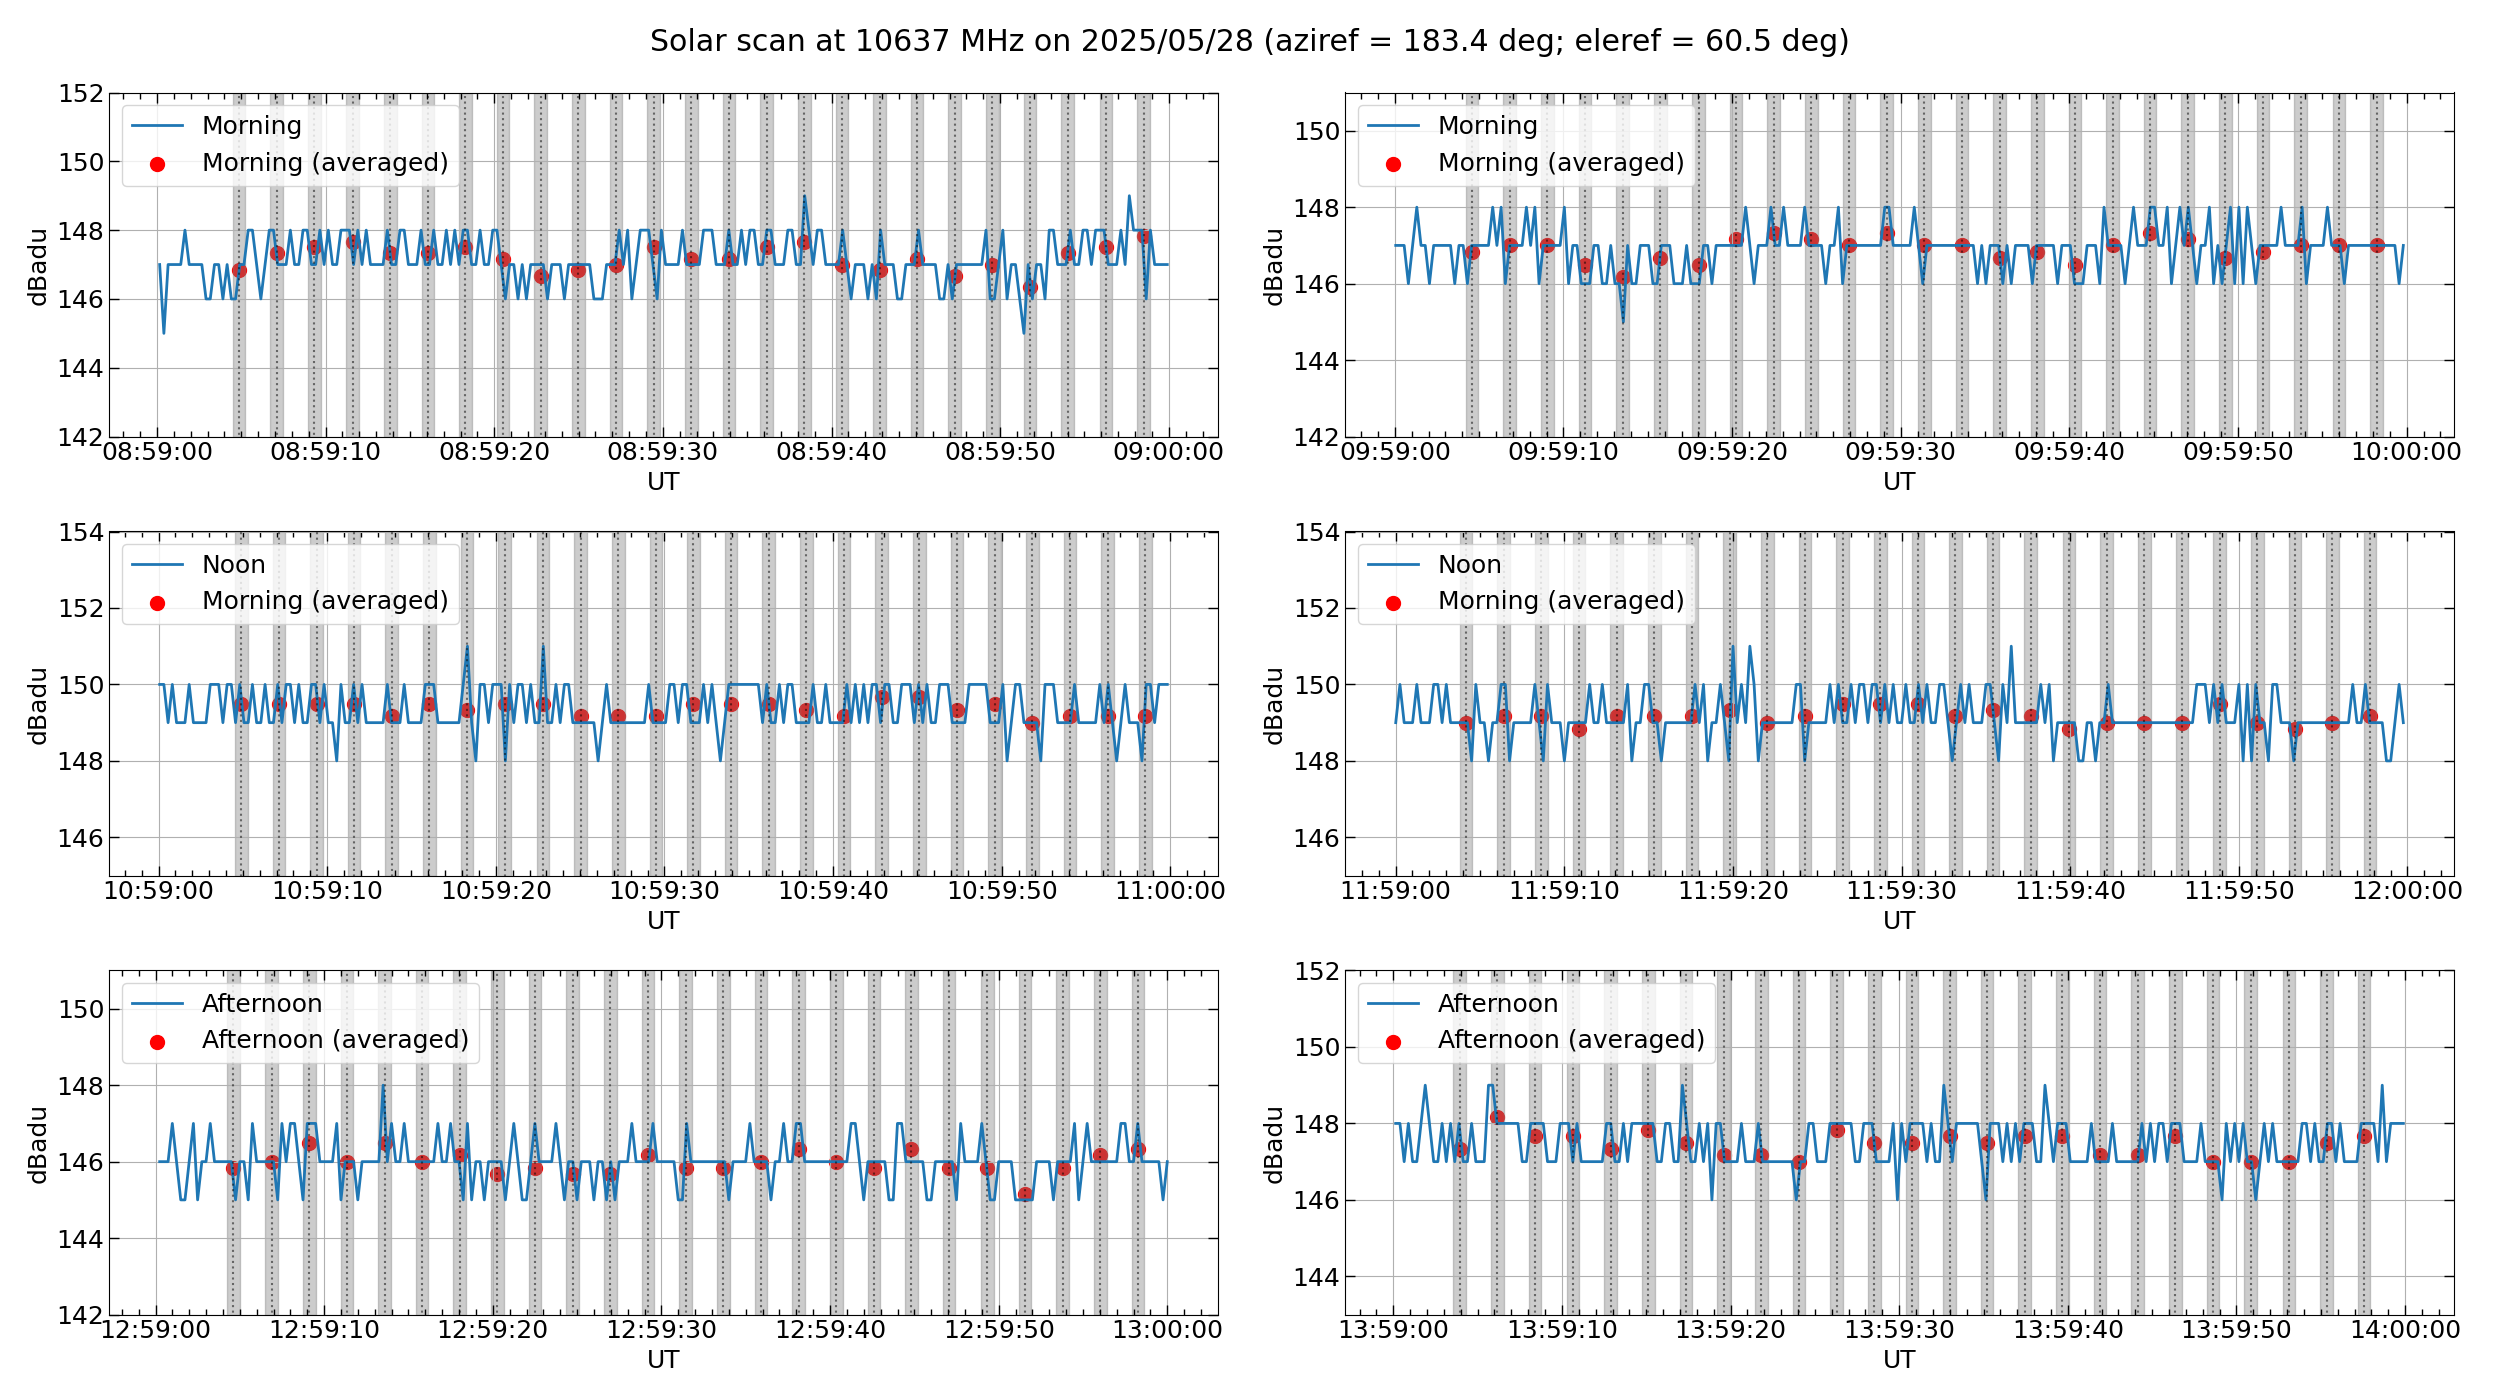 Solar scan at 10637 MHz on 2025/05/28 (aziref = 183.4 deg; eleref = 60.5 deg)
152
150
148
146
144
142
dBadu
Morning
Morning (averaged)
08:59:00 08:59:10 08:59:20 08:59:30 08:59:40 08:59:50 09:00:00
UT
150
148
146
144
142
dBadu
Morning
Morning (averaged)
09:59:00 09:59:10 09:59:20 09:59:30 09:59:40 09:59:50 10:00:00
UT
154
152
150
148
146
dBadu
Noon
Morning (averaged)
10:59:00 10:59:10 10:59:20 10:59:30 10:59:40 10:59:50 11:00:00
UT
154
152
150
148
146
dBadu
Noon
Morning (averaged)
11:59:00 11:59:10 11:59:20 11:59:30 11:59:40 11:59:50 12:00:00
UT
150
148
146
144
142
dBadu
Afternoon
Afternoon (averaged)
12:59:00 12:59:10 12:59:20 12:59:30 12:59:40 12:59:50 13:00:00
UT
152
150
148
146
144
dBadu
Afternoon
Afternoon (averaged)
13:59:00 13:59:10 13:59:20 13:59:30 13:59:40 13:59:50 14:00:00
UT